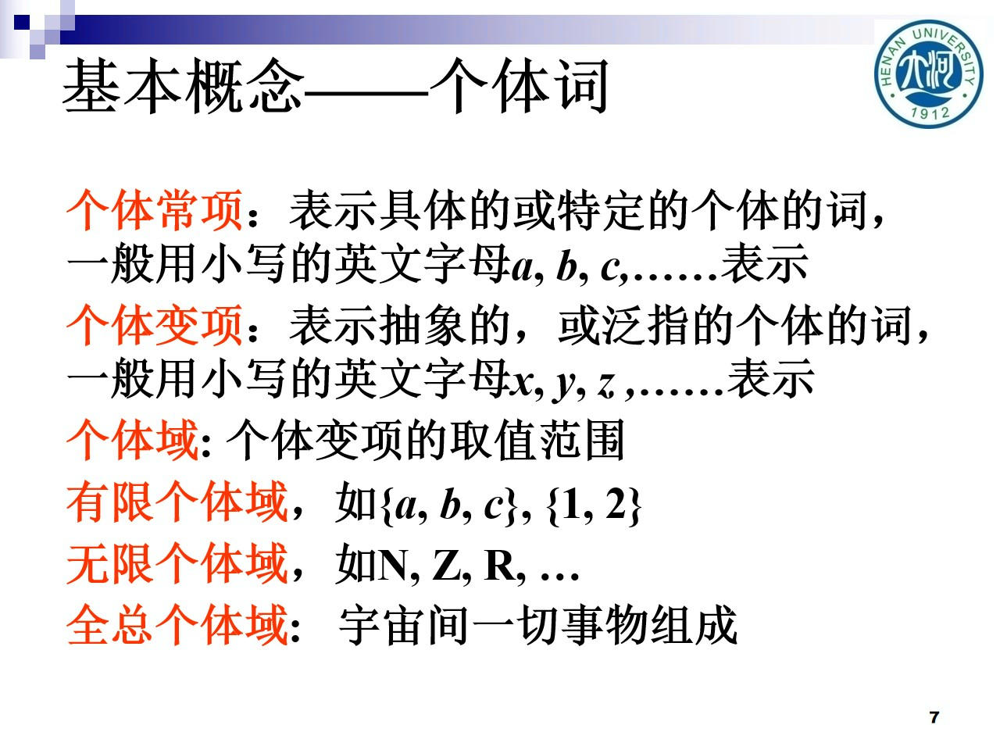 基本概念——个体词
HENAN UNIVERSITY
大河
1912
个体常项：表示具体的或特定的个体的词，
一般用小写的英文字母a, b, c,……表示
个体变项：表示抽象的，或泛指的个体的词，
一般用小写的英文字母x, y, z ,……表示
个体域: 个体变项的取值范围
有限个体域，如{a, b, c}, {1, 2}
无限个体域，如N, Z, R, …
全总个体域: 宇宙间一切事物组成
7